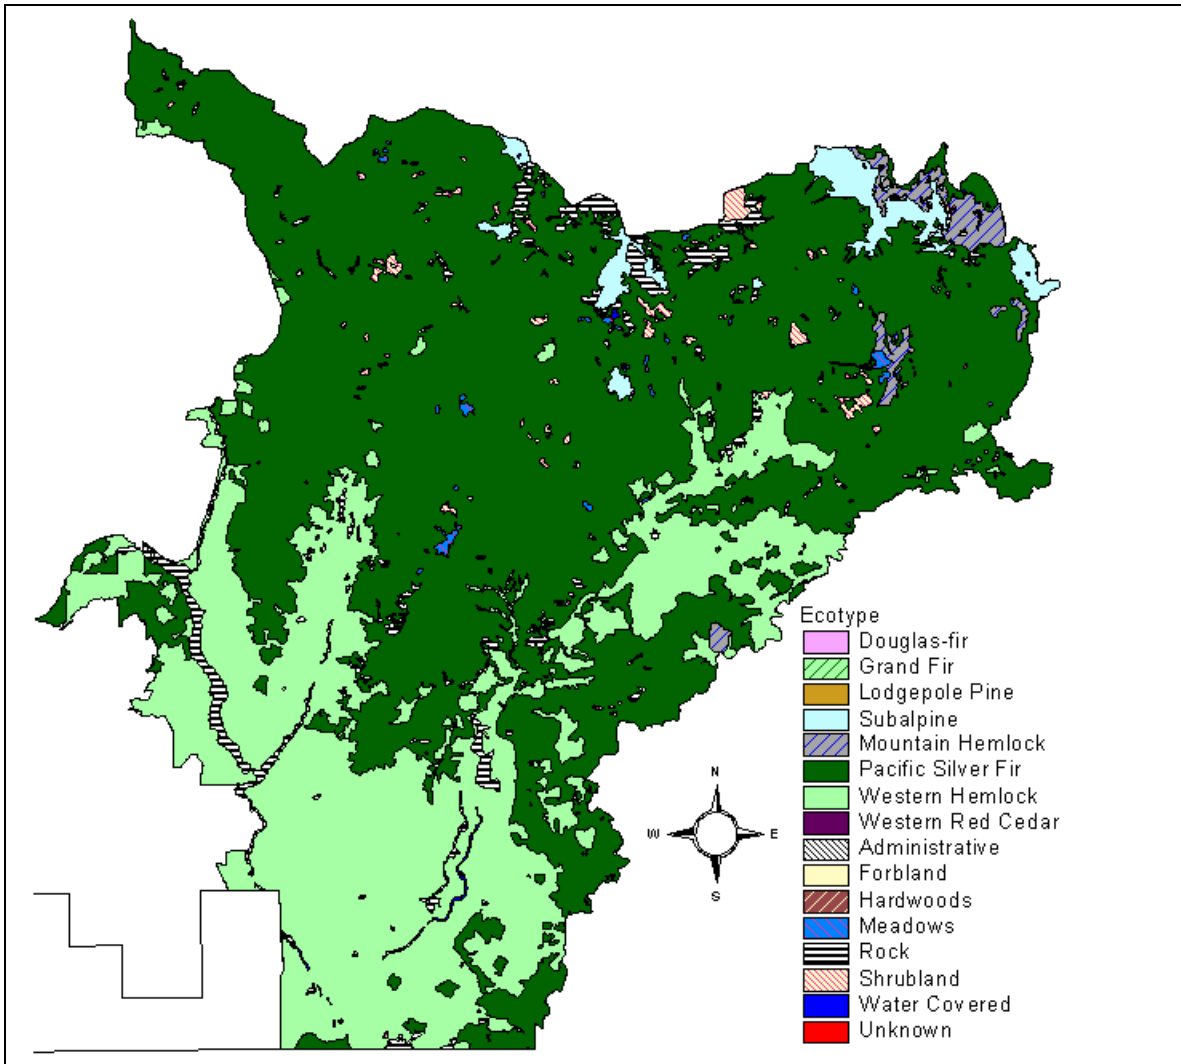 Ecotype
Douglas-fir
Grand Fir
Lodgepole Pine
Subalpine
Mountain Hemlock
Pacific Silver Fir
Western Hemlock
Western Red Cedar
Administrative
Forbland
Hardwoods
Meadows
Rock
Shrubland
Water Covered
Unknown
N
W E
S